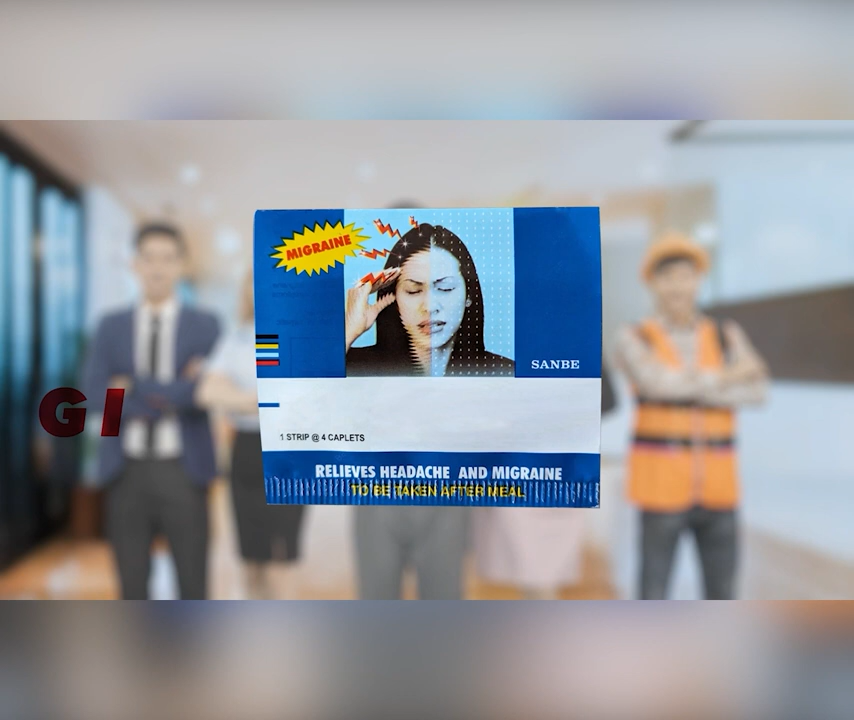 MIGRAINE
SANBE
GI
1 STRIP @ 4 CAPLETS
RELIEVES HEADACHE AND MIGRAINE
TO BE TAKEN AFTER MEAL